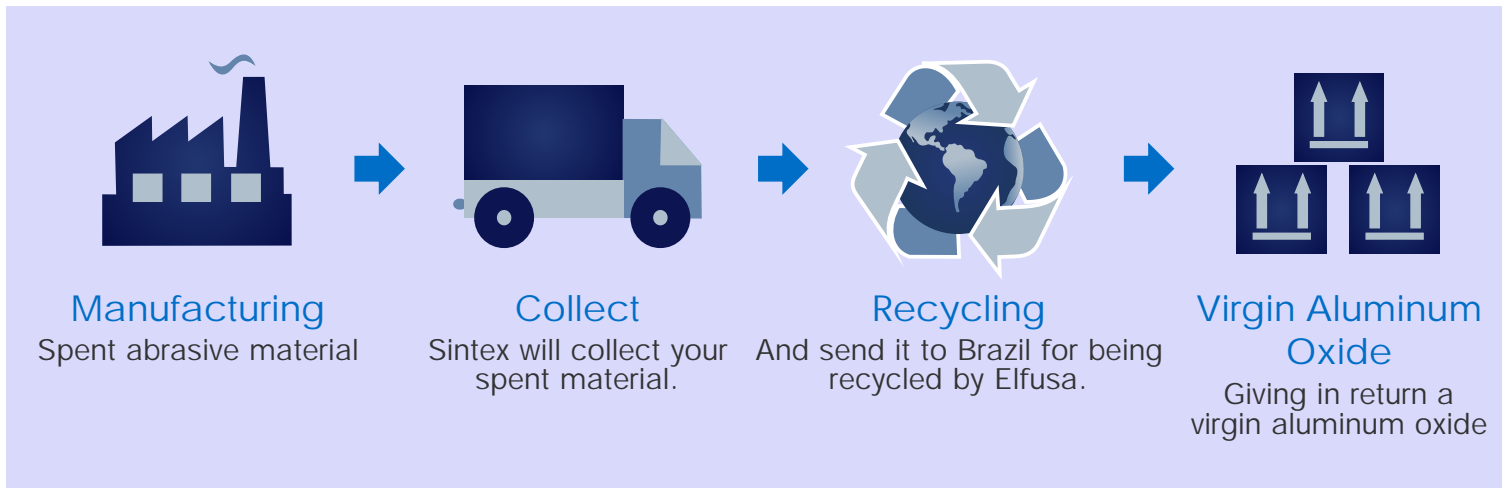 Manufacturing
Spent abrasive material
Collect
Sintex will collect your
spent material.
Recycling
And send it to Brazil for being
recycled by Elfusa.
Virgin Aluminum
Oxide
Giving in return a
virgin aluminum oxide